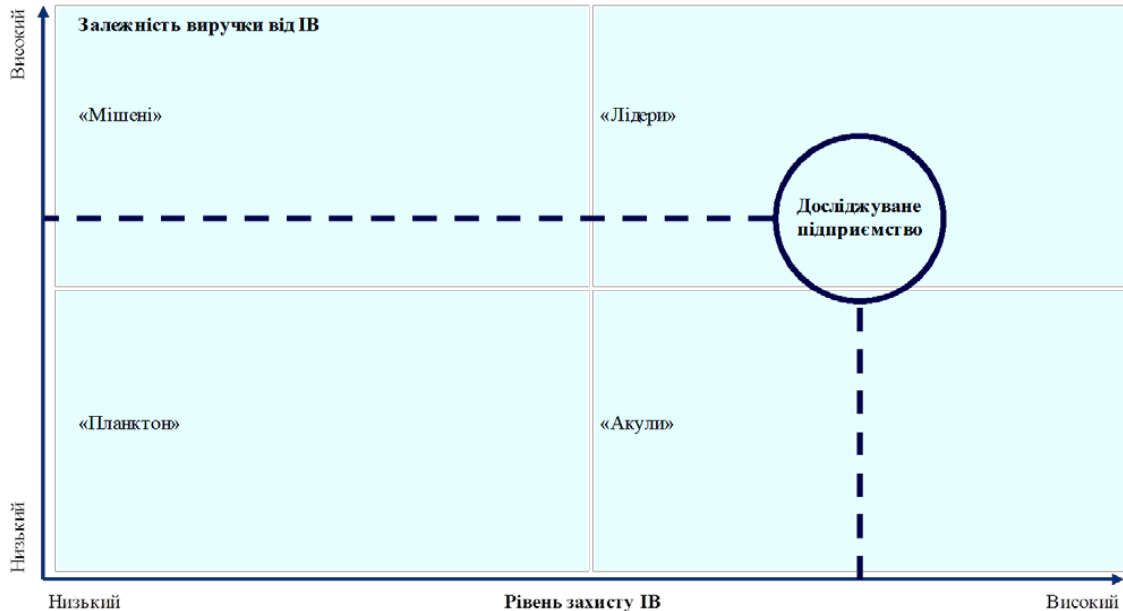 Високий
Залежність виручки від ІВ
«Мішені»
«Лідери»
Досліджуване
підприємство
«Планктон»
«Акули»
Низький
Низький
Рівень захисту ІВ
Високий